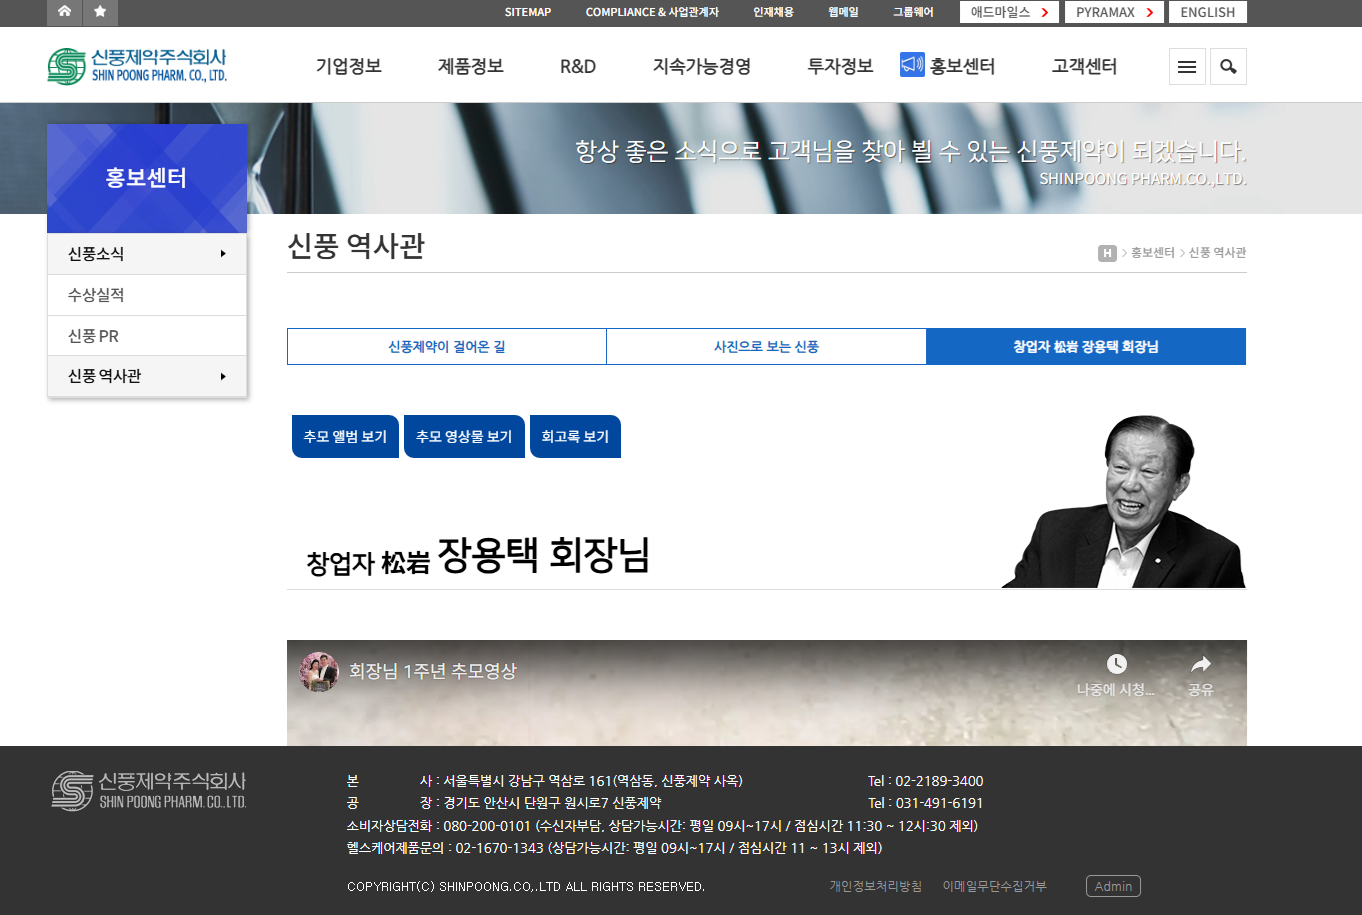 SITEMAP COMPLIANCE & 사업관계자 인재채용 웹메일 그룹웨어 애드마일스 PYRAMAX ENGLISH
신풍제약주식회사
SHIN POONG PHARM. CO., LTD.
기업정보 제품정보 R&D 지속가능경영 투자정보 홍보센터 고객센터
항상 좋은 소식으로 고객님을 찾아 뵐 수 있는 신풍제약이 되겠습니다.
SHINPOONG PHARM.CO.,LTD.
홍보센터
신풍소식
수상실적
신풍 PR
신풍 역사관
신풍 역사관
H > 홍보센터 > 신풍 역사관
신풍제약이 걸어온 길 사진으로 보는 신풍 창업자 松岩 장용택 회장님
추모 앨범 보기 추모 영상물 보기 회고록 보기
창업자 松岩 장용택 회장님
회장님 1주년 추모영상
나중에 시청... 공유
신풍제약주식회사
SHIN POONG PHARM. CO., LTD.
본 사 : 서울특별시 강남구 역삼로 161(역삼동, 신풍제약 사옥) Tel : 02-2189-3400
공 장 : 경기도 안산시 단원구 원시로7 신풍제약 Tel : 031-491-6191
소비자상담전화 : 080-200-0101 (수신자부담, 상담가능시간: 평일 09시~17시 / 점심시간 11:30 ~ 12시:30 제외)
헬스케어제품문의 : 02-1670-1343 (상담가능시간: 평일 09시~17시 / 점심시간 11 ~ 13시 제외)
COPYRIGHT(C) SHINPOONG.CO,.LTD ALL RIGHTS RESERVED.
개인정보처리방침 이메일무단수집거부 Admin